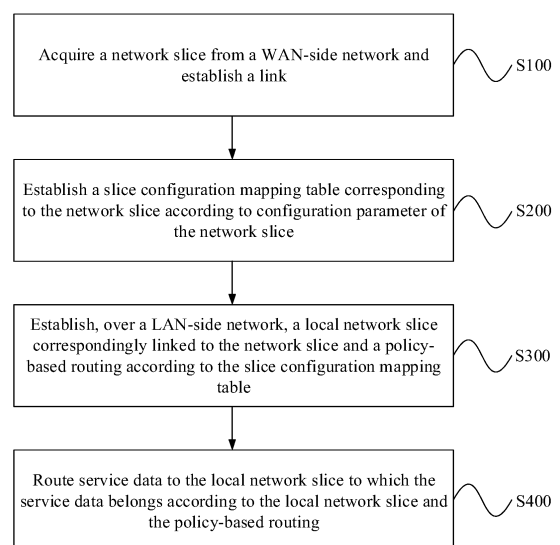 Acquire a network slice from a WAN-side network and
establish a link
S100
Establish a slice configuration mapping table corresponding
to the network slice according to configuration parameter of
the network slice
S200
Establish, over a LAN-side network, a local network slice
correspondingly linked to the network slice and a policy-
based routing according to the slice configuration mapping
table
S300
Route service data to the local network slice to which the
service data belongs according to the local network slice and
the policy-based routing
S400